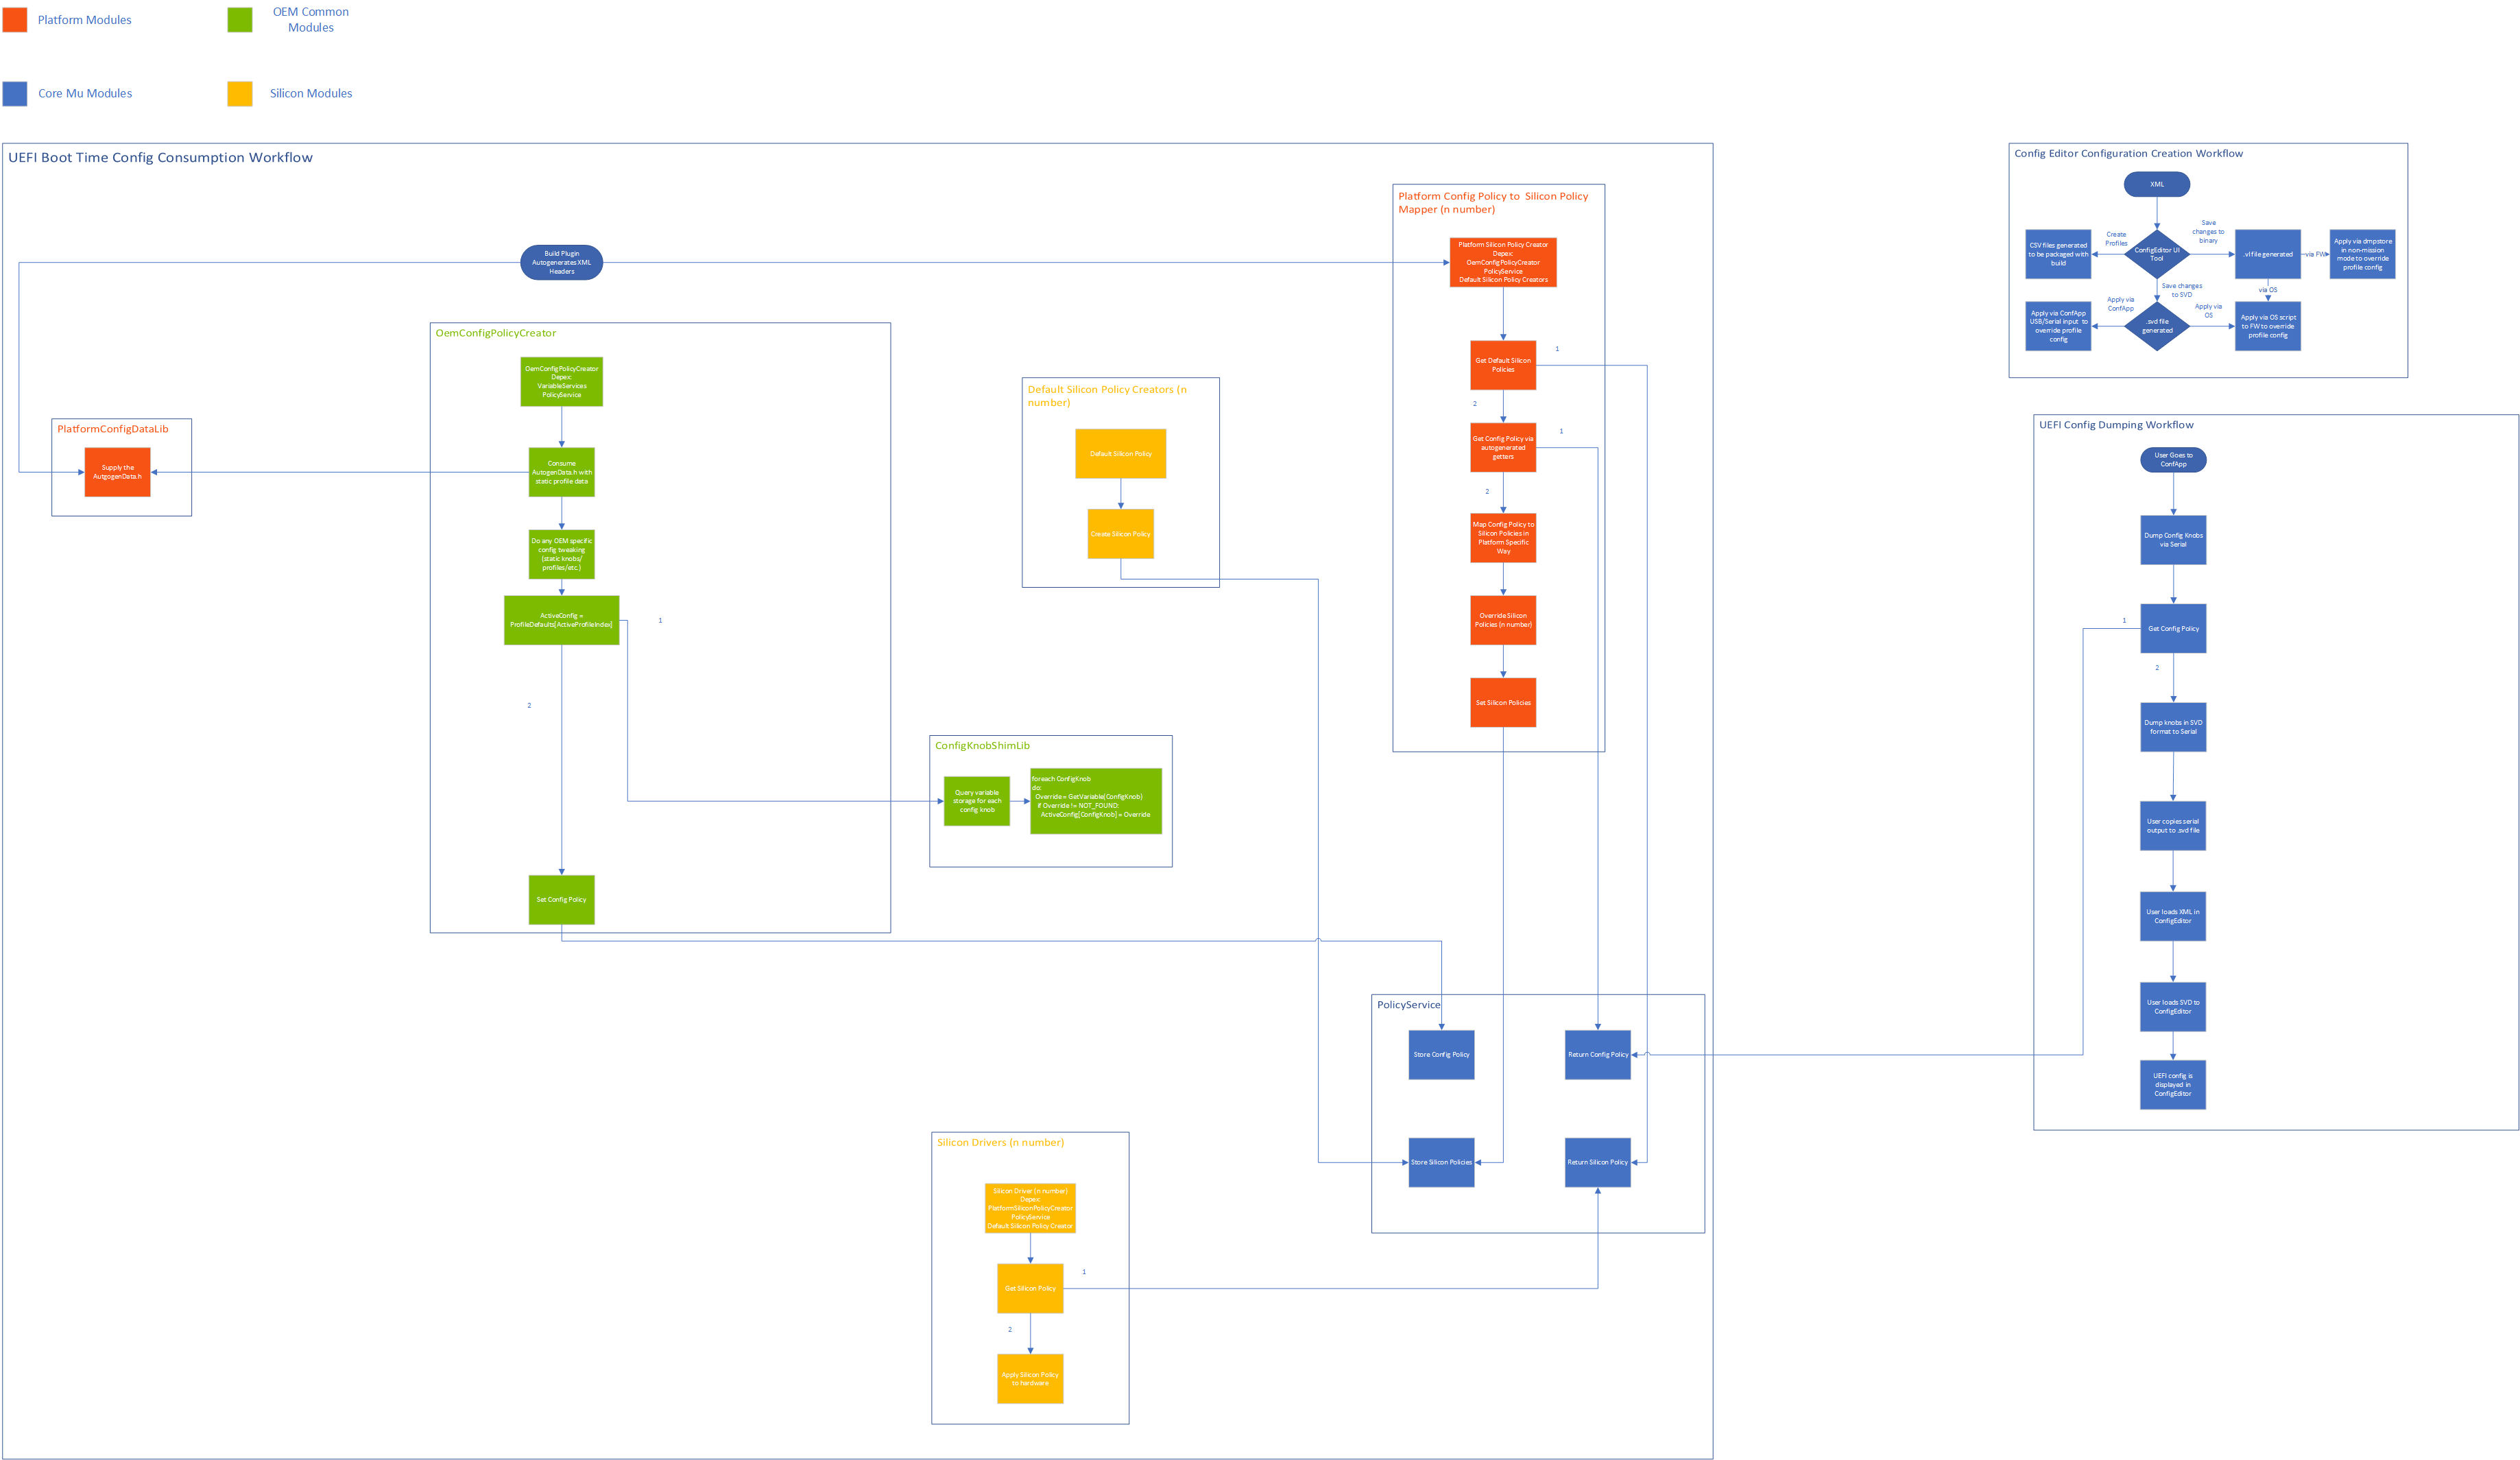 Platform Modules
OEM Common
Modules
Core Mu Modules
Silicon Modules
UEFI Boot Time Config Consumption Workflow
Build Plugin
Autogenerates XML
Headers
OemConfigPolicyCreator
OemConfigPolicyCreator
Depex:
VariableServices
PolicyService
Consume
AutogenData.h with
static profile data
Do any OEM specific
config tweaking
(static knobs/
profiles/etc.)
ActiveConfig =
ProfileDefaults[ActiveProfileIndex]
1
2
Set Config Policy
PlatformConfigDataLib
Supply the
AutgogenData.h
ConfigKnobShimLib
Query variable
storage for each
config knob
foreach ConfigKnob
do:
Override = GetVariable(ConfigKnob)
If Override != NOT_FOUND:
ActiveConfig[ConfigKnob] = Override
Default Silicon Policy Creators (n
number)
Default Silicon Policy
Create Silicon Policy
Platform Config Policy to Silicon Policy
Mapper (n number)
Platform Silicon Policy Creator
Depex:
OemConfigPolicyCreator
PolicyService
Default Silicon Policy Creators
Get Default Silicon
Policies
1
2
Get Config Policy via
autogenerated
getters
1
2
Map Config Policy to
Silicon Policies in
Platform Specific
Way
Override Silicon
Policies (n number)
Set Silicon Policies
PolicyService
Store Config Policy
Return Config Policy
Store Silicon Policies
Return Silicon Policy
Silicon Drivers (n number)
Silicon Driver (n number)
Depex:
PlatformSiliconPolicyCreator
PolicyService
Default Silicon Policy Creator
Get Silicon Policy
1
2
Apply Silicon Policy
to hardware
Config Editor Configuration Creation Workflow
XML
Create
Profiles
Save
changes to
binary
CSV files generated
to be packaged with
build
ConfigEditor UI
Tool
.vl file generated
via FW
Apply via dmpstore
in non-mission
mode to override
profile config
Save changes
to SVD
via OS
Apply via
ConfApp
Apply via
OS
Apply via ConfApp
USB/Serial input to
override profile
config
.svd file
generated
Apply via OS script
to FW to override
profile config
UEFI Config Dumping Workflow
User Goes to
ConfApp
Dump Config Knobs
via Serial
Get Config Policy
1
2
Dump knobs in SVD
format to Serial
User copies serial
output to .svd file
User loads XML in
ConfigEditor
User loads SVD to
ConfigEditor
UEFI config is
displayed in
ConfigEditor